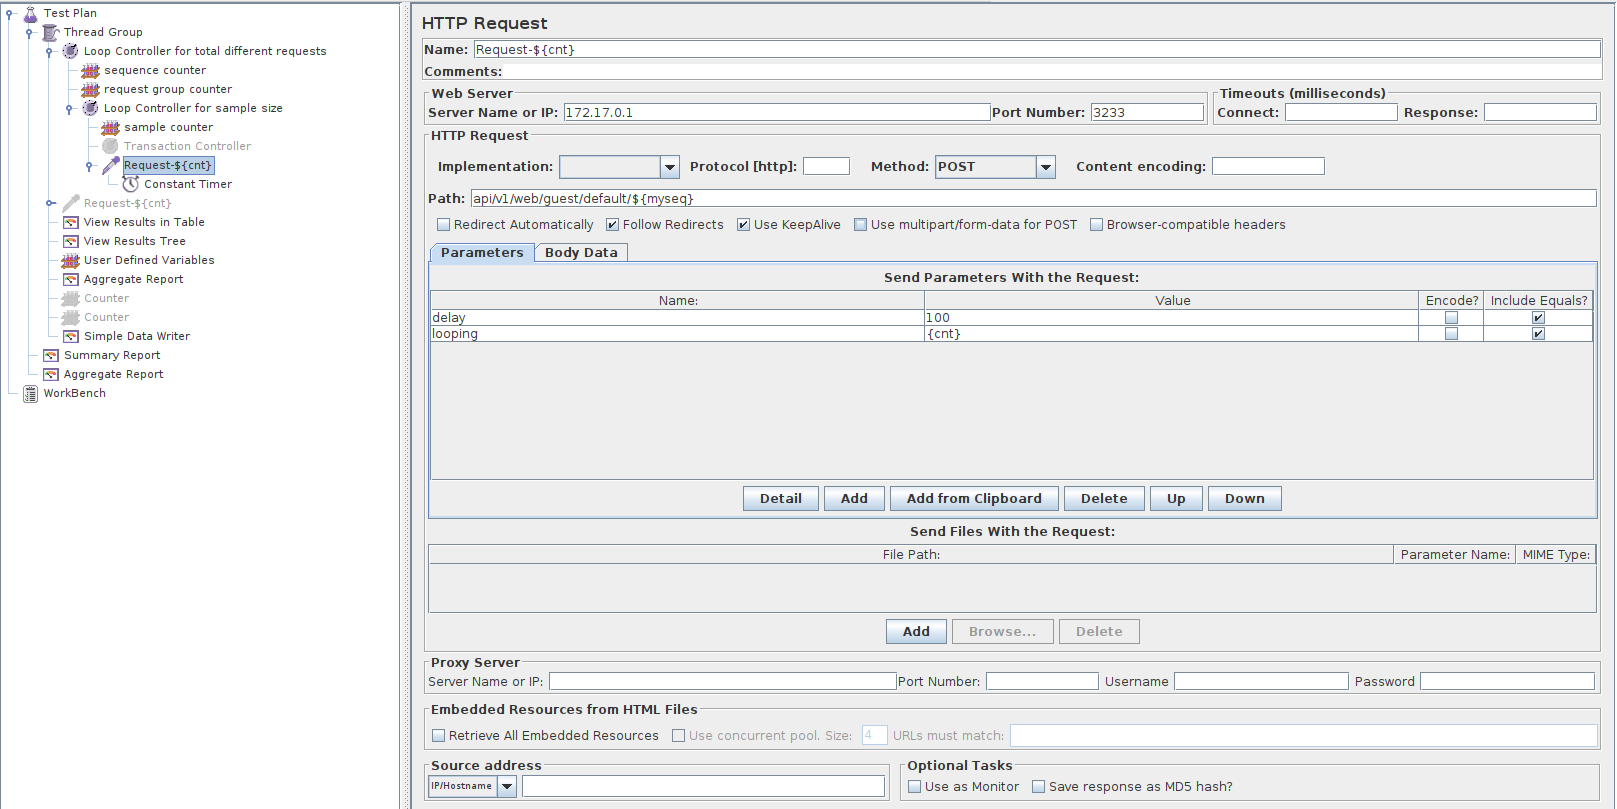 Test Plan
Thread Group
Loop Controller for total different requests
sequence counter
request group counter
Loop Controller for sample size
sample counter
Transaction Controller
Request-${cnt}
Constant Timer
Request-${cnt}
View Results in Table
View Results Tree
User Defined Variables
Aggregate Report
Counter
Counter
Simple Data Writer
Summary Report
Aggregate Report
WorkBench
HTTP Request
Name: Request-${cnt}
Comments:
Web Server
Server Name or IP: 172.17.0.1 Port Number: 3233
Timeouts (milliseconds)
Connect: Response:
HTTP Request
Implementation: Protocol [http]: Method: POST Content encoding:
Path: api/v1/web/guest/default/${myseq}
Redirect Automatically Follow Redirects Use KeepAlive Use multipart/form-data for POST Browser-compatible headers
Parameters Body Data
Send Parameters With the Request:
Name: Value Encode? Include Equals?
delay 100
looping {cnt}
Detail Add Add from Clipboard Delete Up Down
Send Files With the Request:
File Path: Parameter Name: MIME Type:
Add Browse... Delete
Proxy Server
Server Name or IP: Port Number: Username Password
Embedded Resources from HTML Files
Retrieve All Embedded Resources Use concurrent pool. Size: 4 URLs must match:
Source address
IP/Hostname
Optional Tasks
Use as Monitor Save response as MD5 hash?